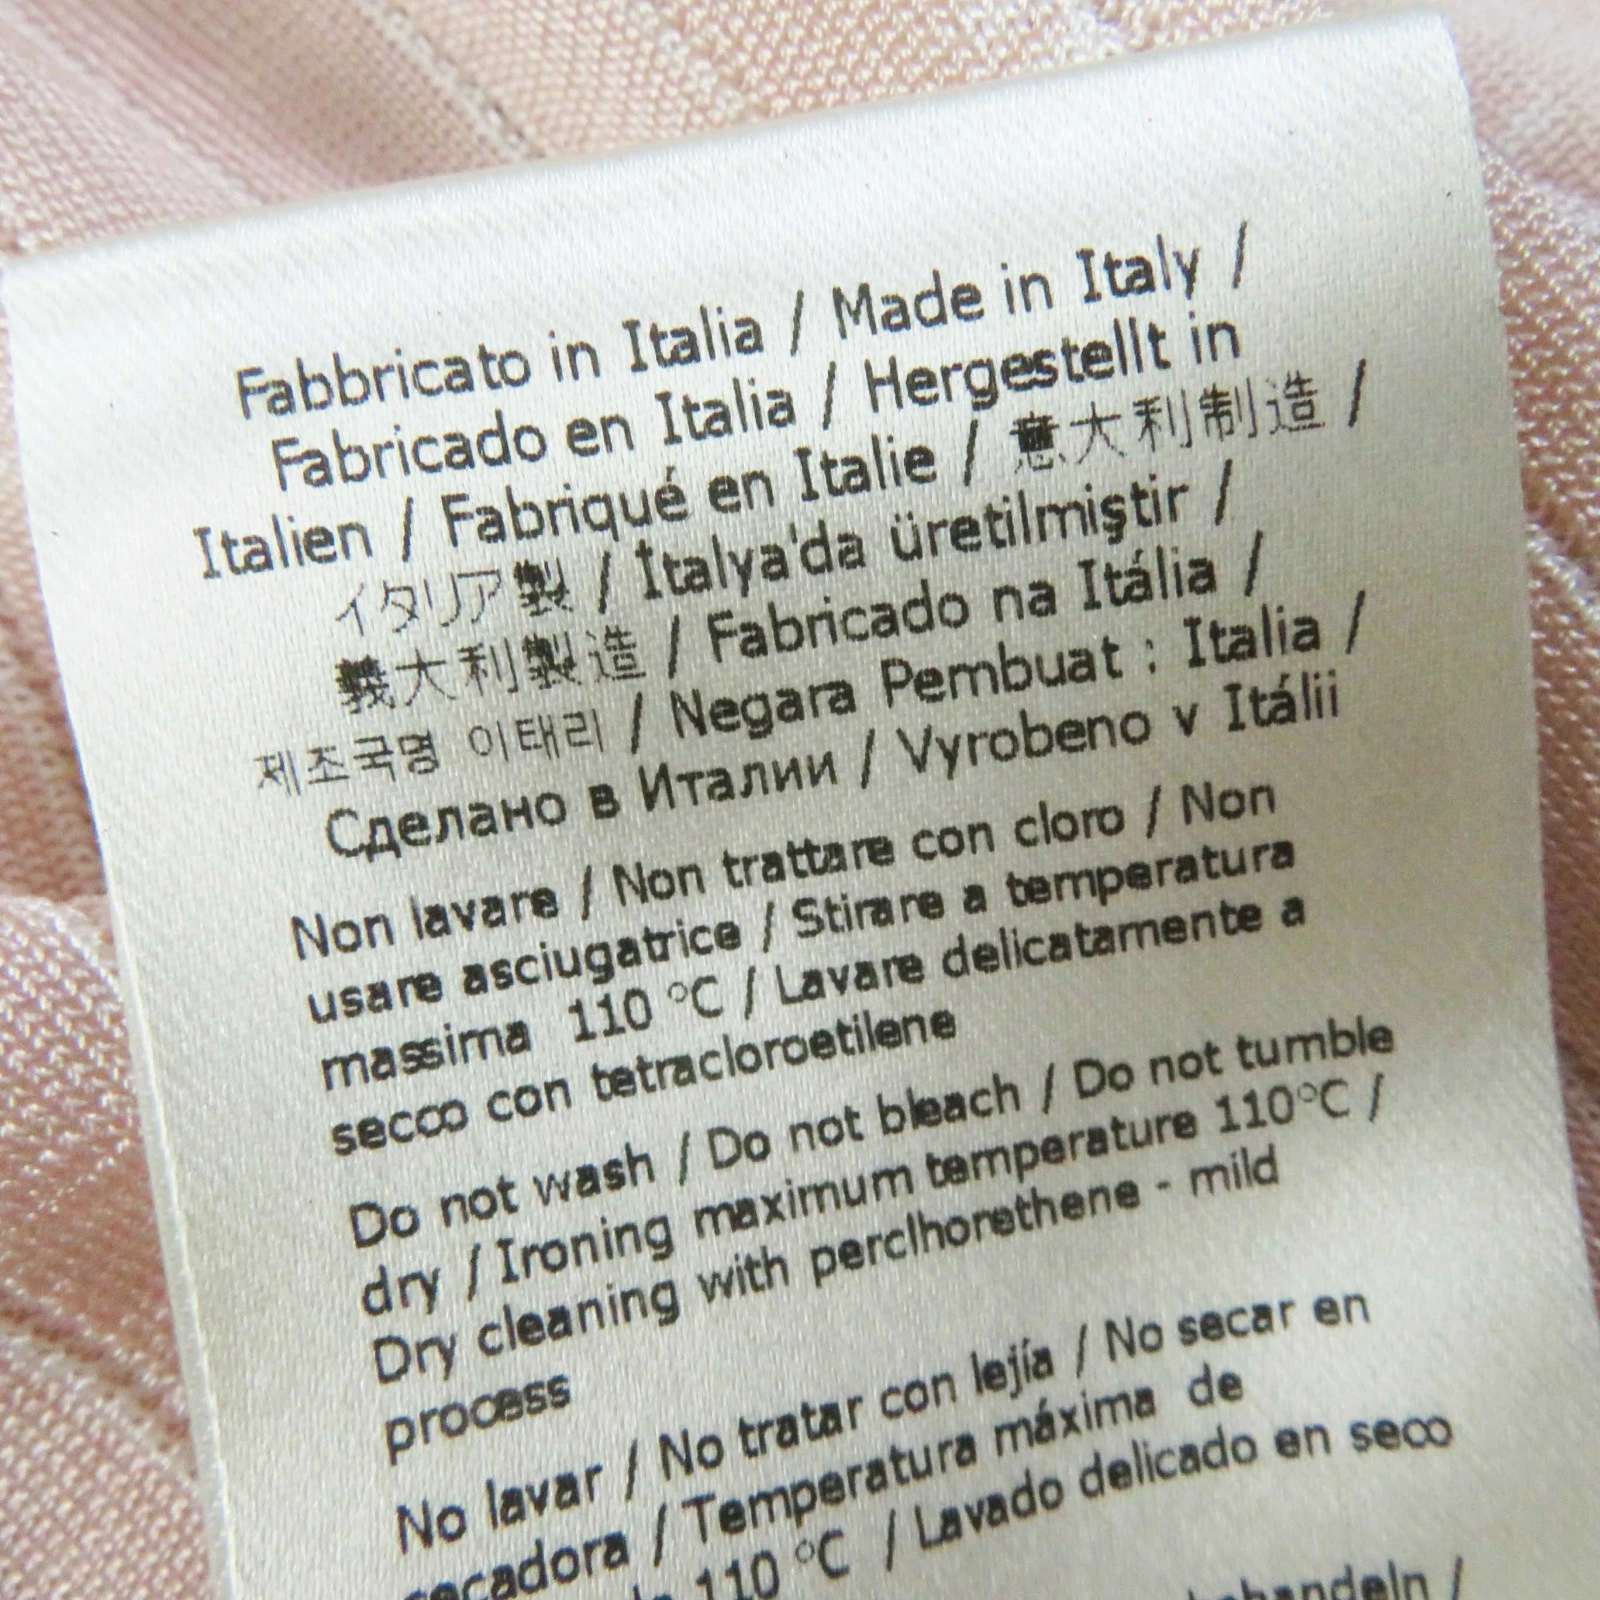 Fabbricato in Italia / Made in Italy /
Fabricado en Italia / Hergestellt in
Italien / Fabriqué en Italie / 意大利制造 /
イタリア製 / İtalya'da üretilmiştir /
義大利製造 / Fabricado na Itália /
제조국명 이태리 / Negara Pembuat : Italia /
Сделано в Италии / Vyrobeno v Itálii
Non lavare / Non trattare con cloro / Non
usare asciugatrice / Stirare a temperatura
massima 110 °C / Lavare delicatamente a
secco con tetracloroetilene
Do not wash / Do not bleach / Do not tumble
dry / Ironing maximum temperature 110°C /
Dry cleaning with perclhorethene - mild
process
No lavar / No tratar con lejía / No secar en
secadora / Temperatura máxima de
110 °C / Lavado delicado en seco
behandeln /